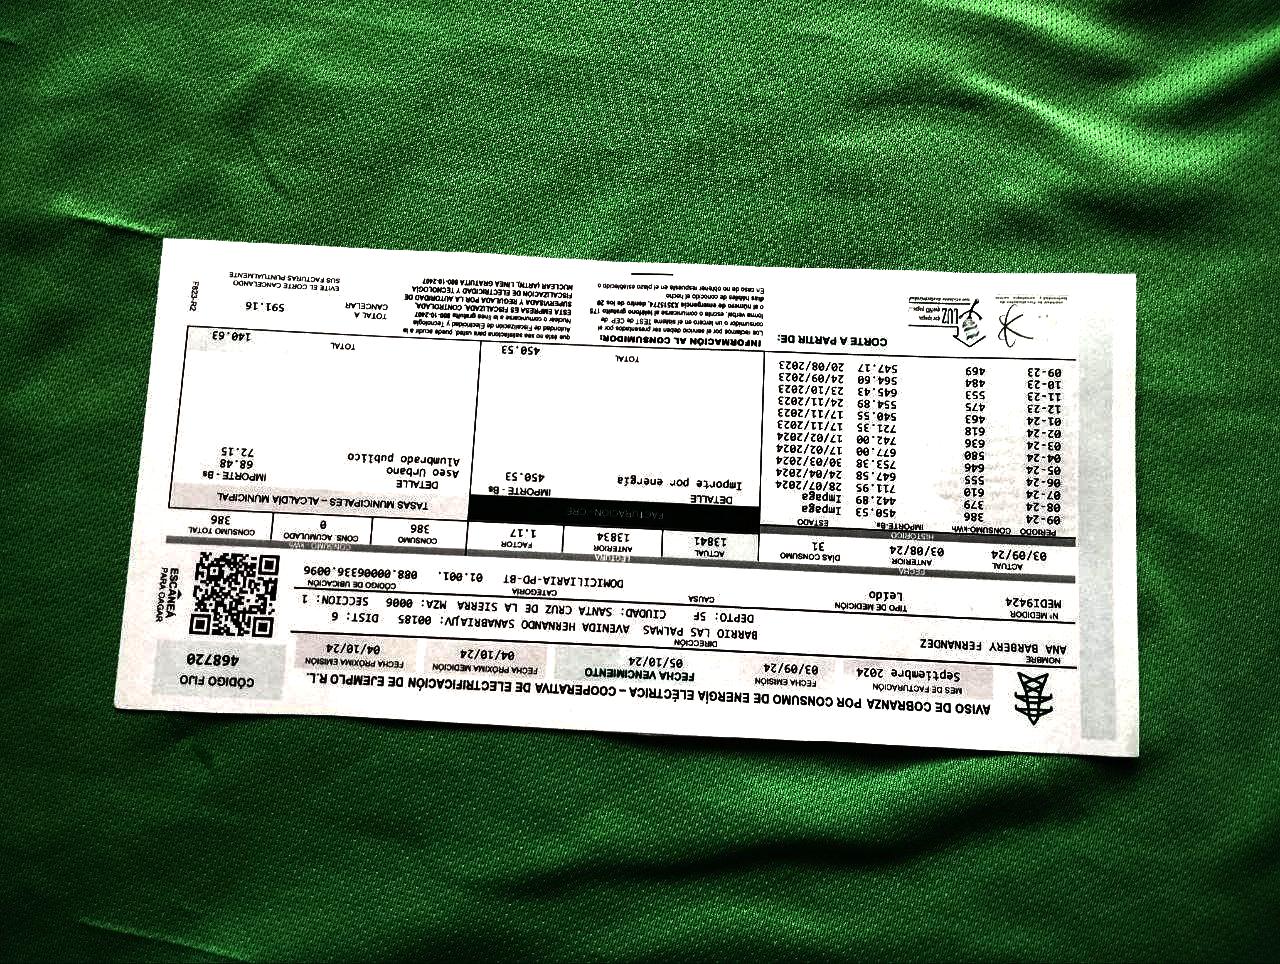 AVISO DE COBRANZA POR CONSUMO DE ENERGÍA ELÉCTRICA – COOPERATIVA DE ELECTRIFICACIÓN DE EJEMPLO R.L.
CÓDIGO FIJO
468720
MES DE FACTURACIÓN
Septiembre 2024
FECHA EMISIÓN
03/09/24
FECHA VENCIMIENTO
05/10/24
FECHA PRÓXIMA MEDICIÓN
04/10/24
FECHA PRÓXIMA EMISIÓN
04/10/24
NOMBRE
ANA BARBERY FERNANDEZ
DIRECCIÓN
BARRIO LAS PALMAS AVENIDA HERNANDO SANABRIAJV: 00185 DIST: 6
DEPTO: SF CIUDAD: SANTA CRUZ DE LA SIERRA MZA: 0006 SECCION: 1
ESCANEÁ
PARA OAGAR
N° MEDIDOR
MEDI9424
TIPO DE MEDICIÓN
Leído
CAUSA
CATEGORÍA
DOMICILIARIA-PD-BT
CÓDIGO DE UBICACIÓN
01.001. 088.00006336.0096
FECHA
LECTURA
CONSUMO kWh
ACTUAL
03/09/24
ANTERIOR
03/08/24
DÍAS CONSUMO
31
ACTUAL
13841
ANTERIOR
13834
FACTOR
1.17
CONSUMO
386
CONS ACUMULADO
0
CONSUMO TOTAL
386
HISTÓRICO
PERIODO CONSUMO-kWh IMPORTE-Bs ESTADO
09-24 386 450.53 Impaga
08-24 379 442.89 Impaga
07-24 610 711.95 28/07/2024
06-24 555 647.58 24/04/2024
05-24 646 753.38 30/03/2024
04-24 580 677.00 17/02/2024
03-24 636 742.00 17/02/2024
02-24 618 721.35 17/11/2023
01-24 463 540.55 17/11/2023
12-23 475 554.89 24/11/2023
11-23 553 645.43 23/10/2023
10-23 484 564.60 24/09/2023
09-23 469 547.17 20/08/2023
FACTURACIÓN – CRE
DETALLE IMPORTE - Bs
Importe por energía 450.53
TOTAL 450.53
TASAS MUNICIPALES – ALCALDÍA MUNICIPAL
DETALLE IMPORTE - Bs
Aseo Urbano 68.48
Alumbrado publico 72.15
TOTAL 140.63
CORTE A PARTIR DE:
LUZ
INFORMACIÓN AL CONSUMIDOR:
Los reclamos por el servicio deben ser presentados por el
consumidor o un tercero en el sistema TEST de CEP de
forma verbal, escrita o comunicarse al teléfono gratuito 175
o al número de emergencia X3315774, dentro de los 20
días hábiles de conocido el hecho
En caso de no obtener respuesta en el plazo establecido
que ésta no sea satisfactoria para usted, puede acudir a la
Autoridad de Fiscalización de Electricidad y Tecnología
Nuclear o comunicarse a la línea gratuita 800-10-2407
ESTA EMPRESA ES FISCALIZADA, CONTROLADA,
SUPERVISADA Y REGULADA POR LA AUTORIDAD DE
FISCALIZACIÓN DE ELECTRICIDAD Y TECNOLOGÍA
NUCLEAR (AETN), LINEA GRATUITA 800-10-2407
TOTAL A
CANCELAR
591.16
EVITE EL CORTE CANCELANDO
SUS FACTURAS PUNTUALMENTE
F823-R2